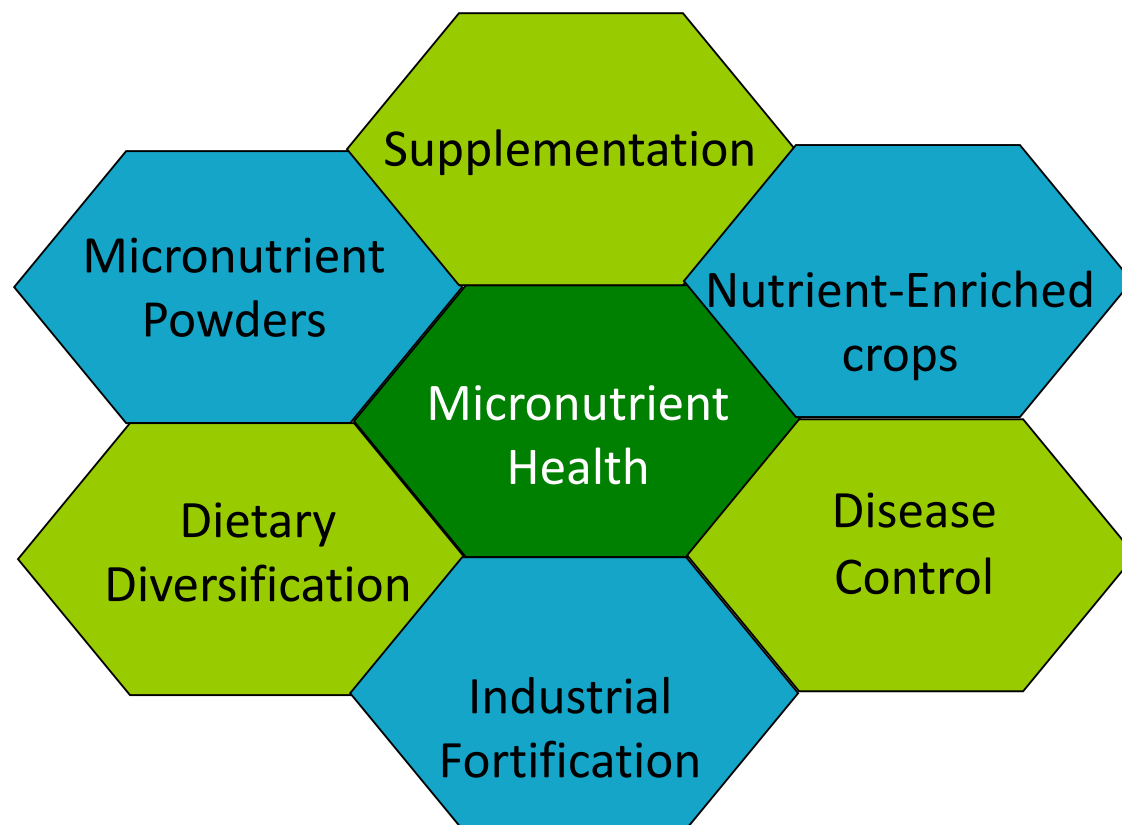 Supplementation
Micronutrient
Powders
Nutrient-Enriched
crops
Micronutrient
Health
Dietary
Diversification
Disease
Control
Industrial
Fortification